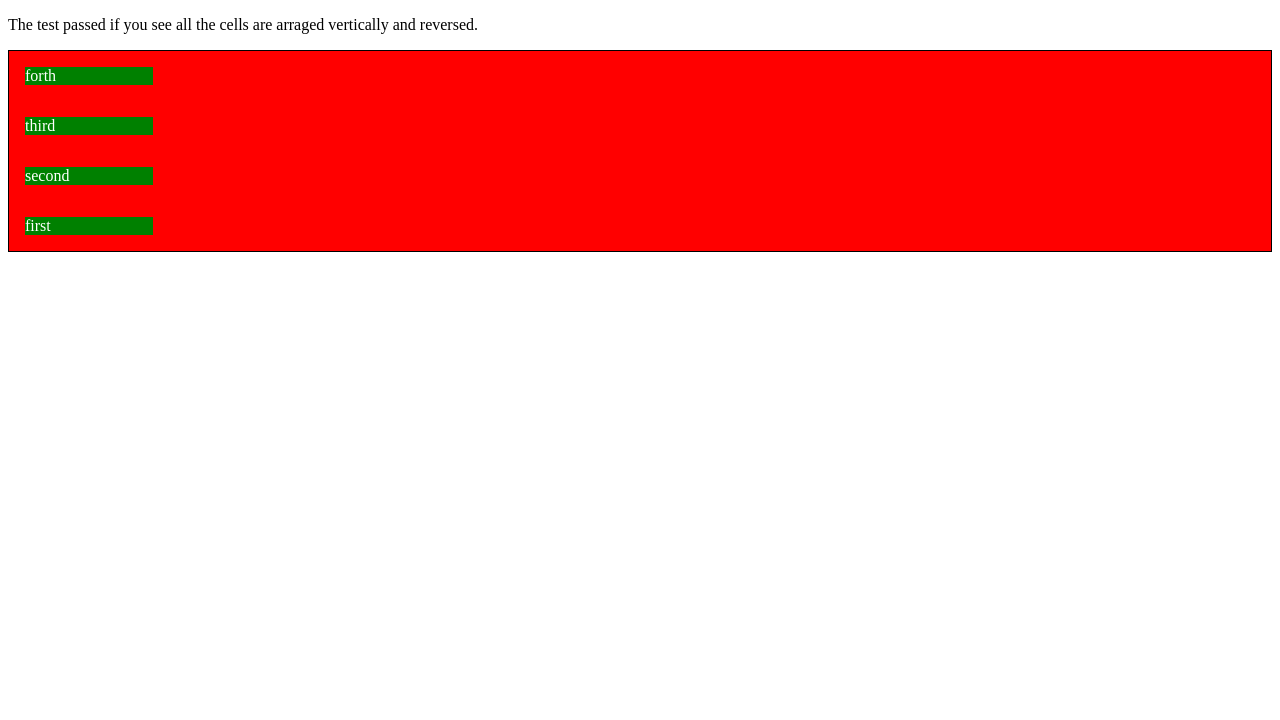 The test passed if you see all the cells are arraged vertically and reversed.
forth
third
second
first